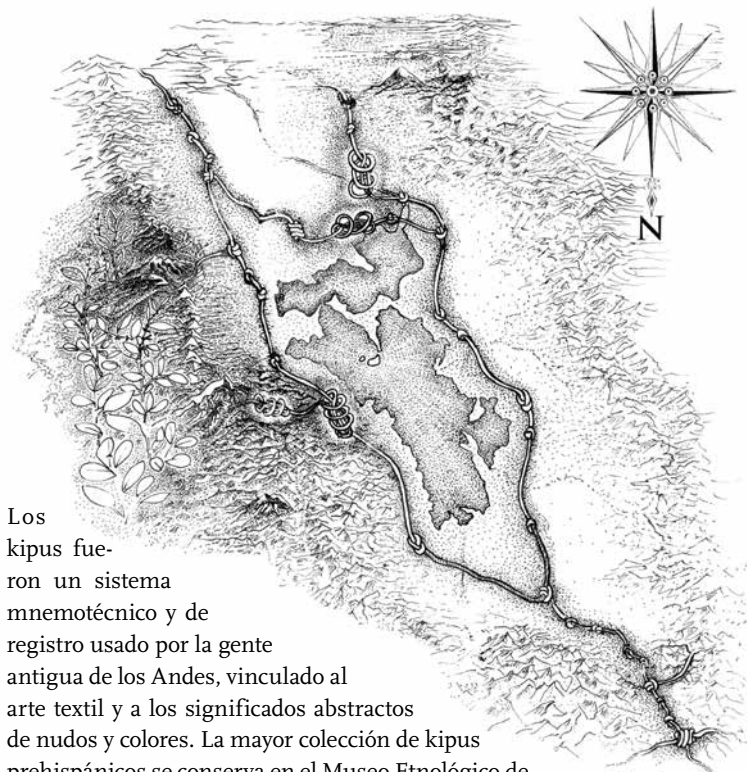 N
Los
kipus fue-
ron un sistema
mnemotécnico y de
registro usado por la gente
antigua de los Andes, vinculado al
arte textil y a los significados abstractos
de nudos y colores. La mayor colección de kipus
prehispánicos se conserva en el Museo Etnológico de